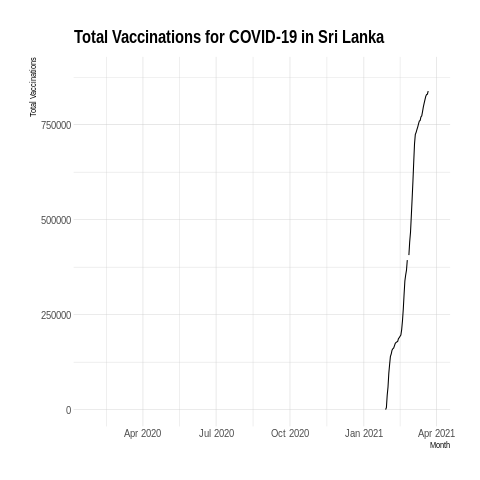 Total Vaccinations for COVID-19 in Sri Lanka
Total Vaccinations
750000
500000
250000
0
Apr 2020 Jul 2020 Oct 2020 Jan 2021 Apr 2021
Month